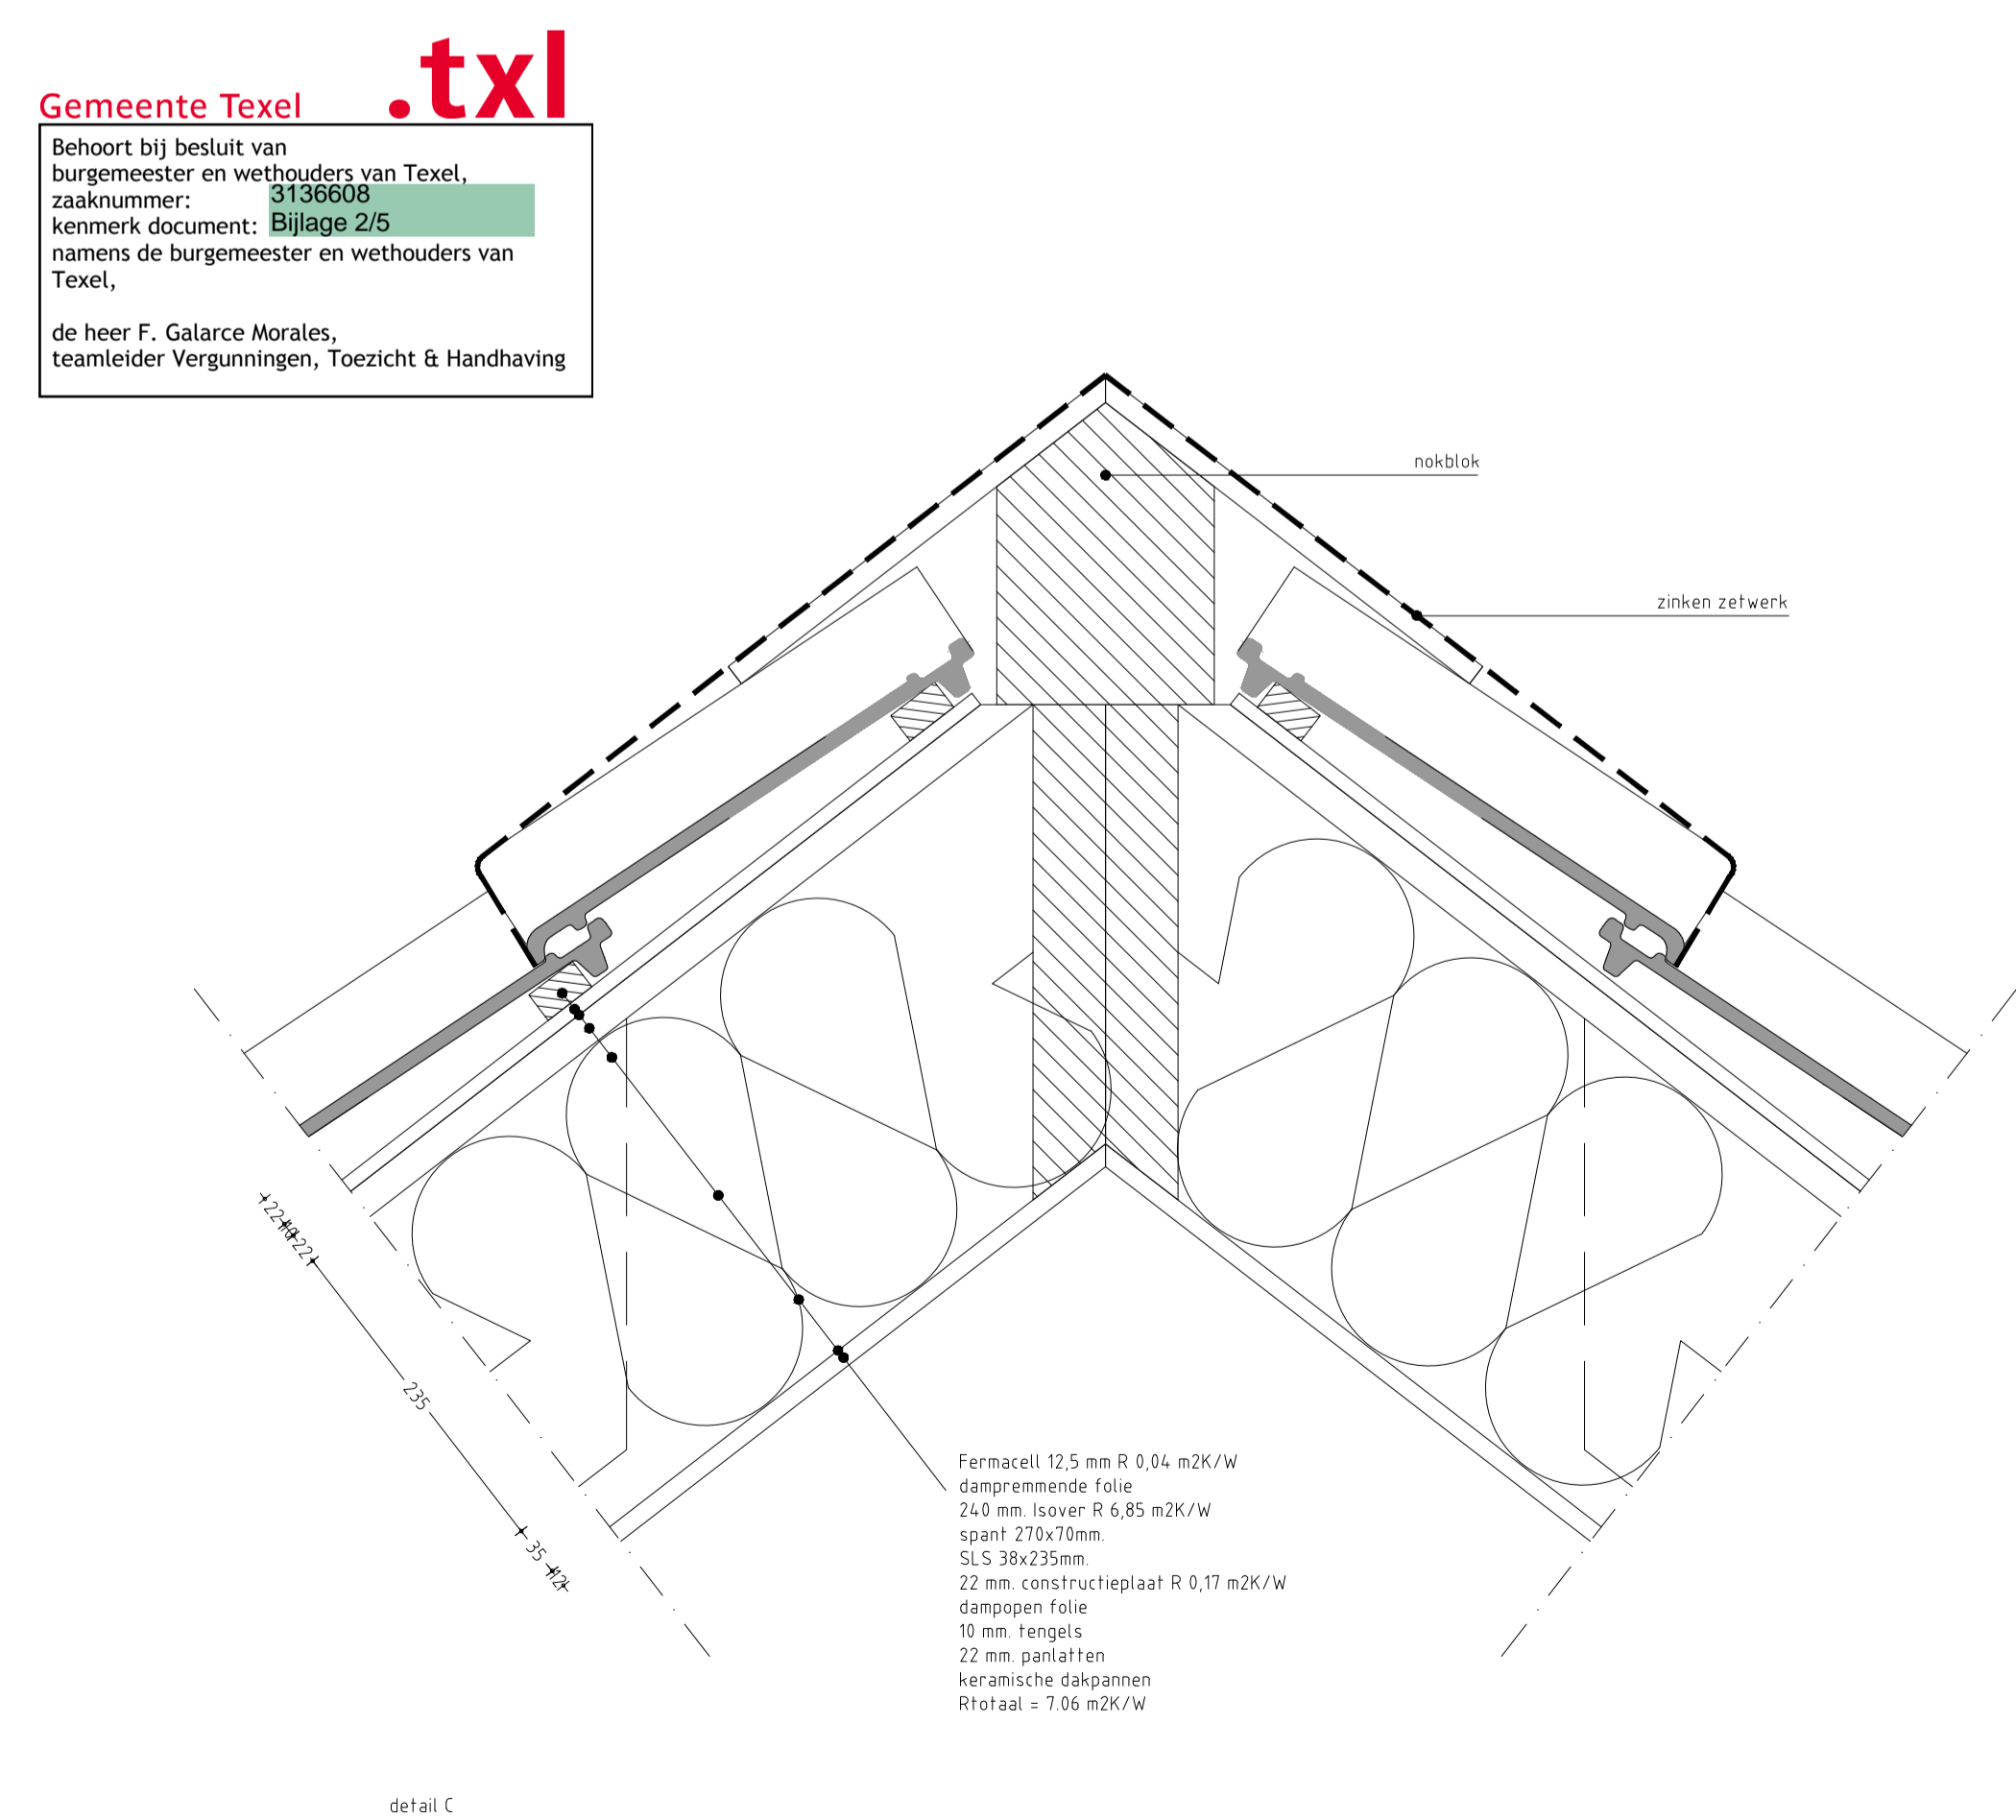 Gemeente Texel .txl
Behoort bij besluit van
burgemeester en wethouders van Texel,
zaaknummer: 3136608
kenmerk document: Bijlage 2/5
namens de burgemeester en wethouders van
Texel,
de heer F. Galarce Morales,
teamleider Vergunningen, Toezicht & Handhaving
nokblok
zinken zetwerk
22
10
22
235
35
12
Fermacell 12,5 mm R 0,04 m2K/W
dampremmende folie
240 mm. Isover R 6,85 m2K/W
spant 270x70mm.
SLS 38x235mm.
22 mm. constructieplaat R 0,17 m2K/W
dampopen folie
10 mm. tengels
22 mm. panlatten
keramische dakpannen
Rtotaal = 7.06 m2K/W
detail C